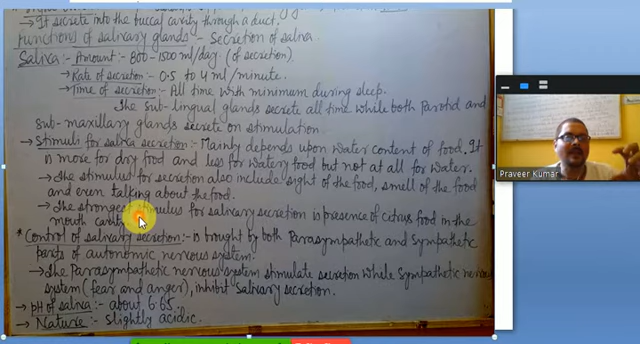 → It secrete into the buccal cavity through a duct.
Functions of salivary glands - Secretion of saliva
Saliva :- Amount :- 800 - 1500 ml/day (of secretion)
→ Rate of secretion :- 0.5 to 4 ml/minute.
→ Time of secretion :- All time with minimum during sleep.
The sub-lingual glands secrete all time while both Parotid and
sub-maxillary glands secrete on stimulation
→ Stimuli for saliva secretion :- Mainly depends upon water content of food. It
is more for dry food and less for watery food but not at all for water.
→ The stimulus for secretion also include sight of the food, smell of the food
and even talking about the food.
→ The strongest stimulus for salivary secretion is presence of citrus food in the
mouth cavity
* Control of salivary secretion :- is brought by both Parasympathetic and Sympathetic
parts of autonomic nervous system.
→ The Parasympathetic nervous system stimulate secretion while Sympathetic
system (fear and anger), inhibit salivary secretion.
→ pH of saliva :- about 6.65.
→ Nature :- Slightly acidic.
Praveer Kumar